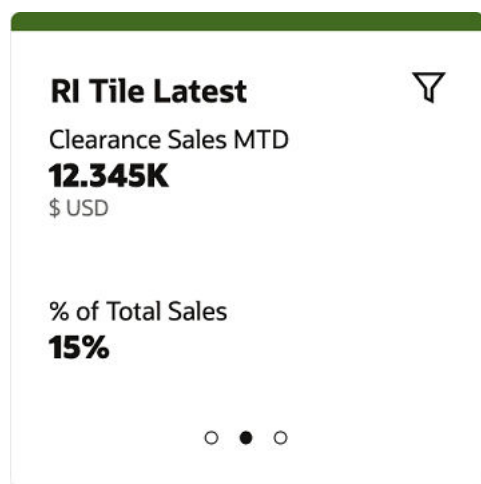 RI Tile Latest
Clearance Sales MTD
12.345K
$ USD
% of Total Sales
15%